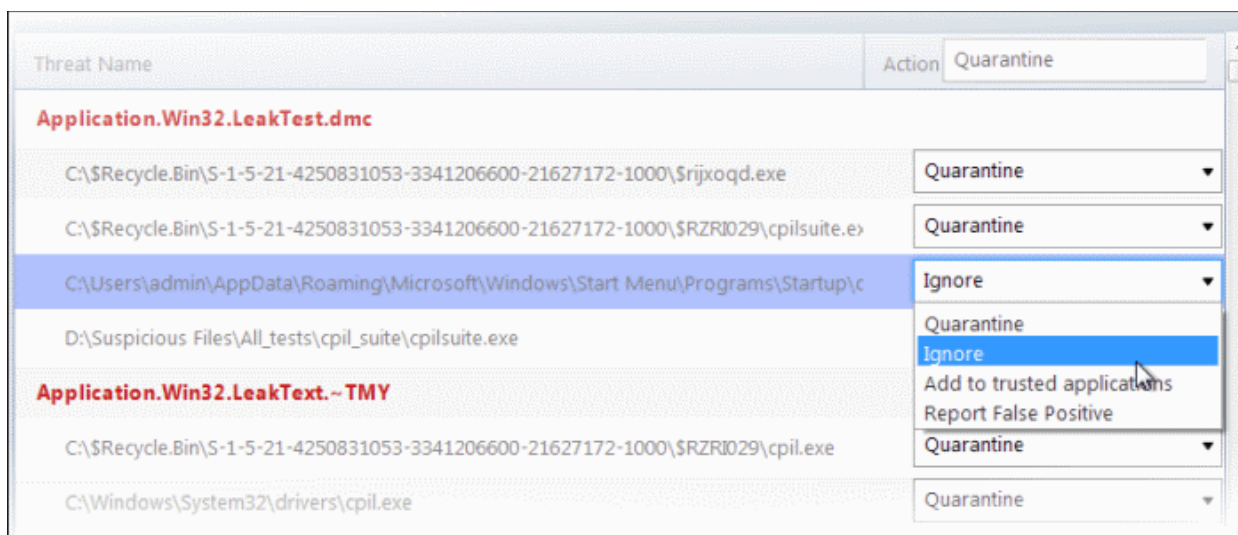 Threat Name Action Quarantine
Application.Win32.LeakTest.dmc
C:\$Recycle.Bin\S-1-5-21-4250831053-3341206600-21627172-1000\$rijxoqd.exe Quarantine
C:\$Recycle.Bin\S-1-5-21-4250831053-3341206600-21627172-1000\$RZRI029\cpilsuite.ex Quarantine
C:\Users\admin\AppData\Roaming\Microsoft\Windows\Start Menu\Programs\Startup\c Ignore
Quarantine
D:\Suspicious Files\All_tests\cpil_suite\cpilsuite.exe
Ignore
Add to trusted applications
Application.Win32.LeakText.~TMY
Report False Positive
C:\$Recycle.Bin\S-1-5-21-4250831053-3341206600-21627172-1000\$RZRI029\cpil.exe Quarantine
C:\Windows\System32\drivers\cpil.exe Quarantine